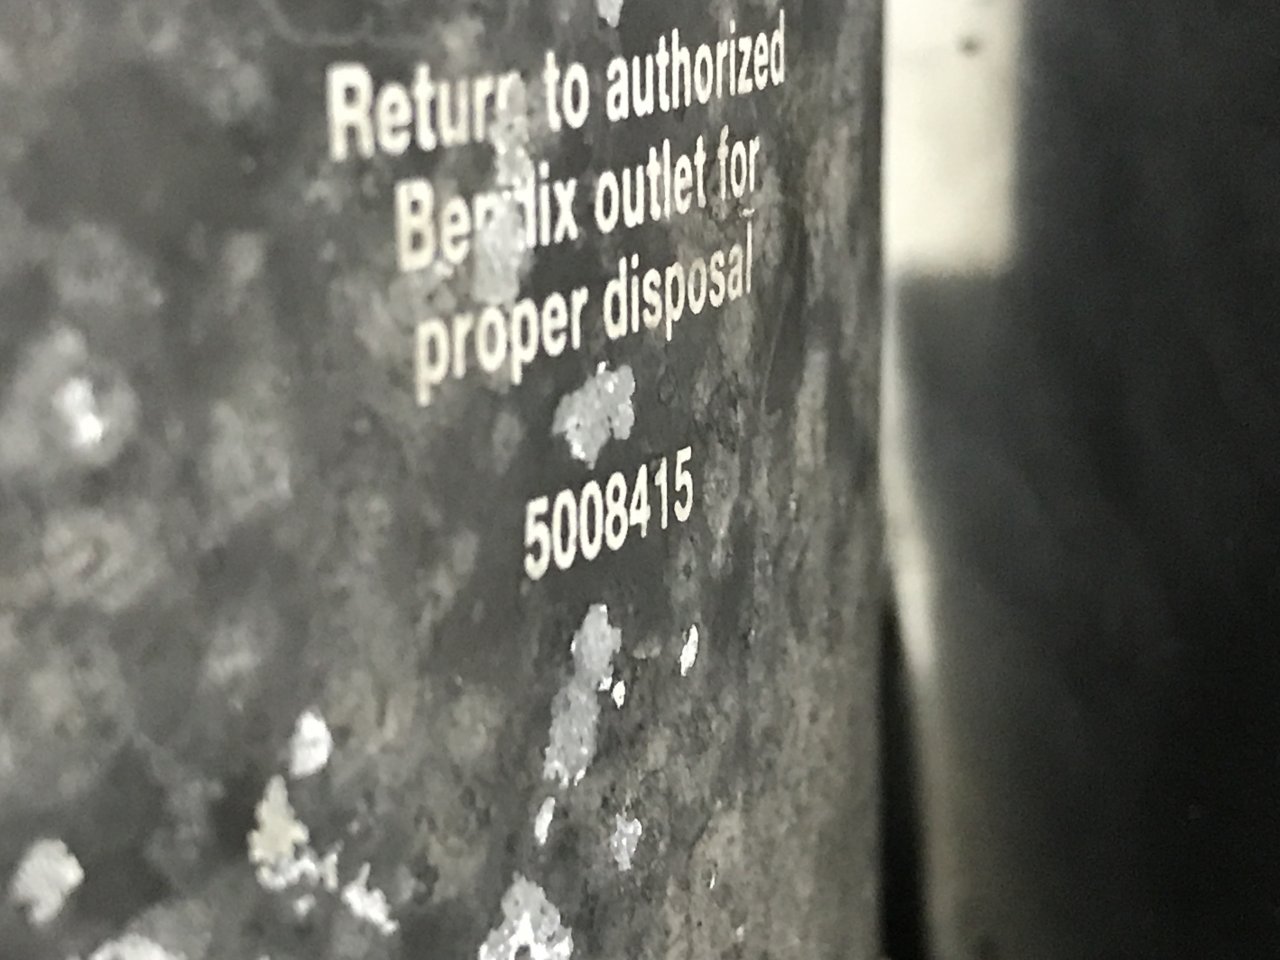 Return to authorized
Bendix outlet for
proper disposal
5008415